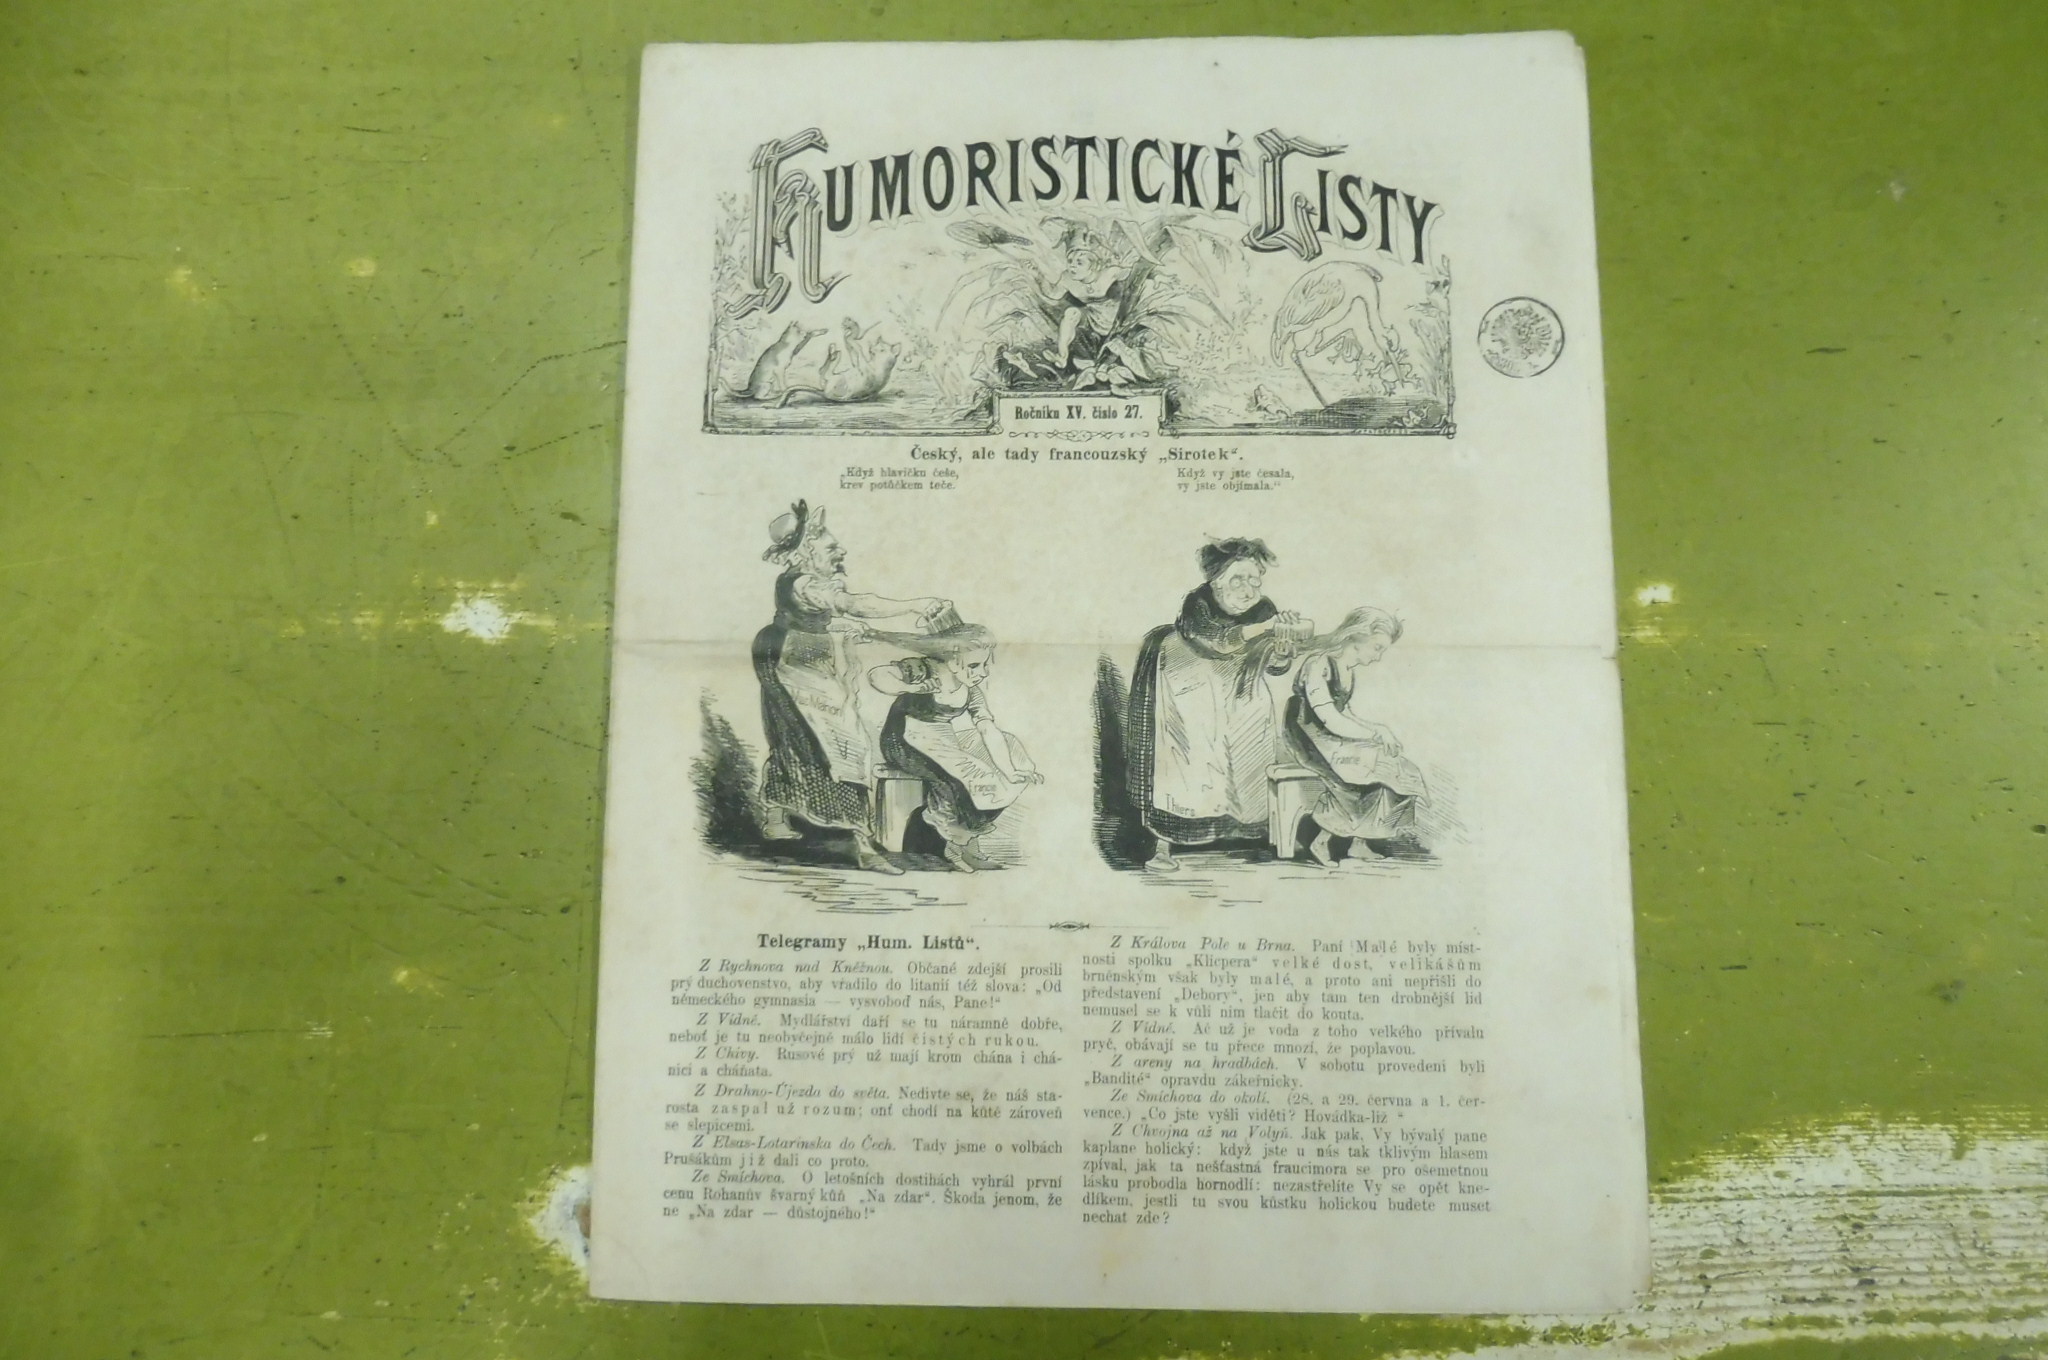 HUMORISTICKÉ LISTY
Ročníku XV. číslo 27.
Český, ale tady francouzský „Sirotek“.
„Když hlavičku češe,
krev potůčkem teče.
Když vy jste česala,
vy jste objímala.“
Mac Mahon
Francie
Thiers
Francie
Telegramy „Hum. Listů“.
Z Rychnova nad Kněžnou. Občané zdejší prosili
prý duchovenstvo, aby vřadilo do litanií též slova: „Od
německého gymnasia — vysvoboď nás, Pane!“
Z Vídně. Mydlářství daří se tu náramně dobře,
neboť je tu neobyčejně málo lidí čistých rukou.
Z Chivy. Rusové prý už mají krom chána i chá-
nici a cháňata.
Z Drahno-Újezda do světa. Nedivte se, že náš sta-
rosta zaspal už rozum; onť chodí na kutě zároveň
se slepicemi.
Z Elsas-Lotarinska do Čech. Tady jsme o volbách
Prušákům již dali co proto.
Ze Smíchova. O letošních dostihách vyhrál první
cenu Rohanův švarný kůň „Na zdar“. Škoda jenom, že
ne „Na zdar — důstojného!“
Z Králova Pole u Brna. Paní Malé byly míst-
nosti spolku „Klicpera“ velké dost, velikášům
brněnským však byly malé, a proto ani nepřišli do
představení „Debory“, jen aby tam ten drobnější lid
nemusel se k vůli nim tlačit do kouta.
Z Vídně. Ač už je voda z toho velkého přívalu
pryč, obávají se tu přece mnozí, že poplavou.
Z areny na hradbách. V sobotu provedeni byli
„Bandité“ opravdu zákeřnicky.
Ze Smíchova do okolí. (28. a 29. června a 1. čer-
vence.) „Co jste vyšli viděti? Hovádka-liž “
Z Chvojna až na Volyň. Jak pak, Vy bývalý pane
kaplane holický: když jste u nás tak tklivým hlasem
zpíval, jak ta nešťastná fraucimora se pro ošemetnou
lásku probodla hornodlí: nezastřelíte Vy se opět kne-
dlíkem, jestli tu svou kůstku holickou budete muset
nechat zde?